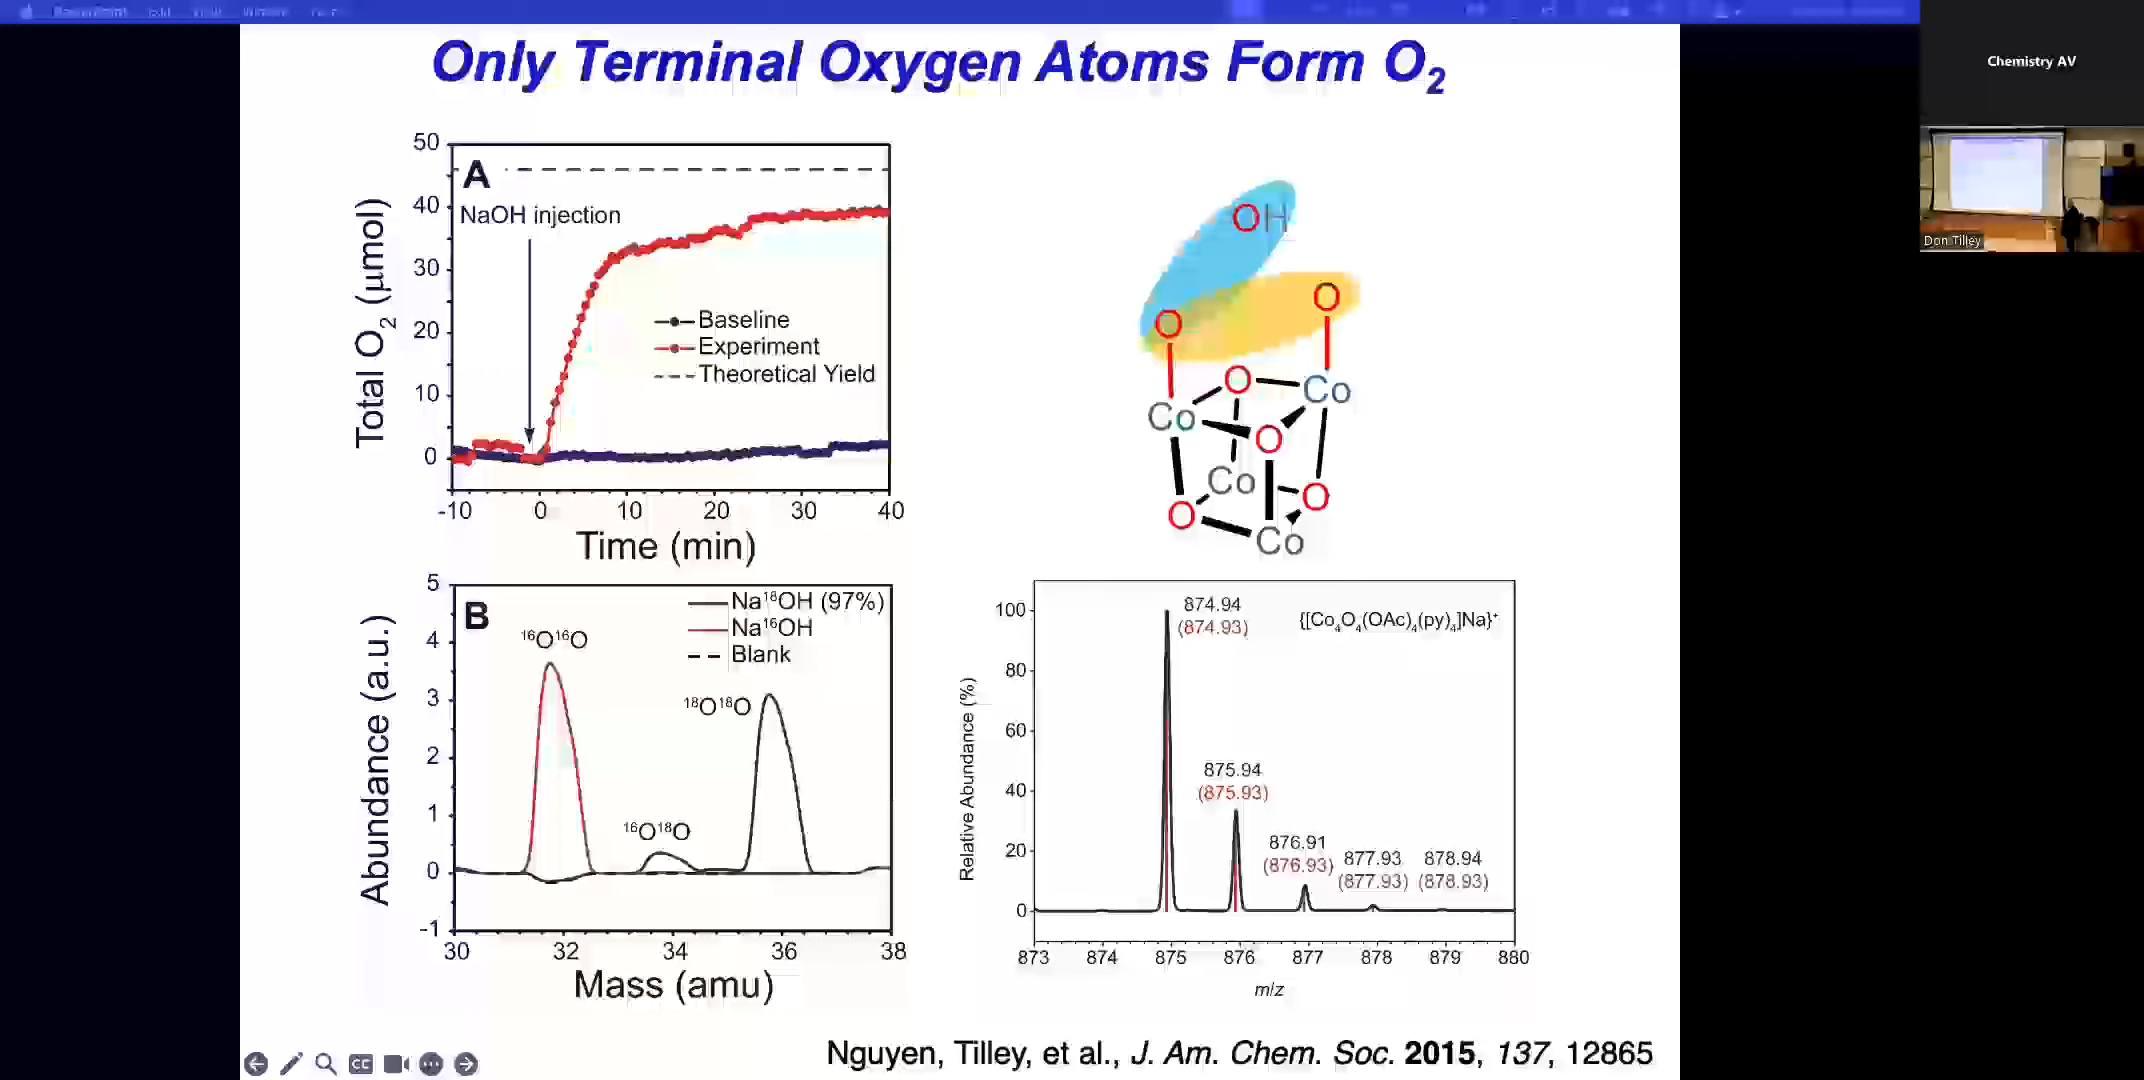 Only Terminal Oxygen Atoms Form O₂
Chemistry AV
Don Tilley
A
NaOH injection
Total O₂ (μmol)
50
40
30
20
10
0
Baseline
Experiment
Theoretical Yield
-10 0 10 20 30 40
Time (min)
OH
O O
O Co
Co
O
Co O
O
Co
B
Na¹⁸OH (97%)
Na¹⁶OH
Blank
¹⁶O¹⁶O
¹⁸O¹⁸O
¹⁶O¹⁸O
Abundance (a.u.)
5
4
3
2
1
0
-1
30 32 34 36 38
Mass (amu)
{[Co₄O₄(OAc)₄(py)₄]Na}⁺
874.94
(874.93)
875.94
(875.93)
876.91
(876.93)
877.93
(877.93)
878.94
(878.93)
Relative Abundance (%)
100
80
60
40
20
0
873 874 875 876 877 878 879 880
m/z
CC
Nguyen, Tilley, et al., J. Am. Chem. Soc. 2015, 137, 12865